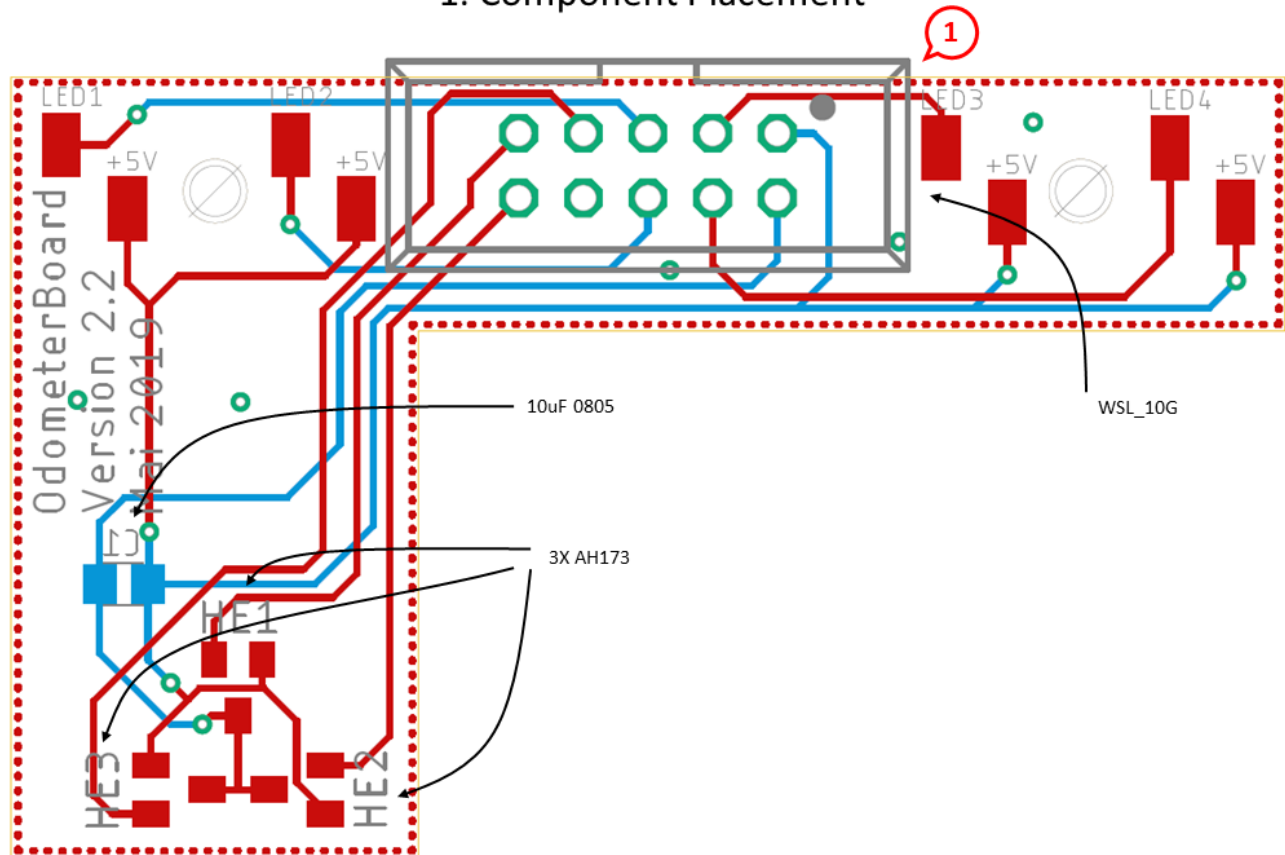 1. Component Placement
1
LED1
LED2
LED3
LED4
+5V
+5V
+5V
+5V
OdometerBoard
Version 2.2
Mai 2019
10uF 0805
WSL_10G
C1
3X AH173
HE1
HE3
HE2